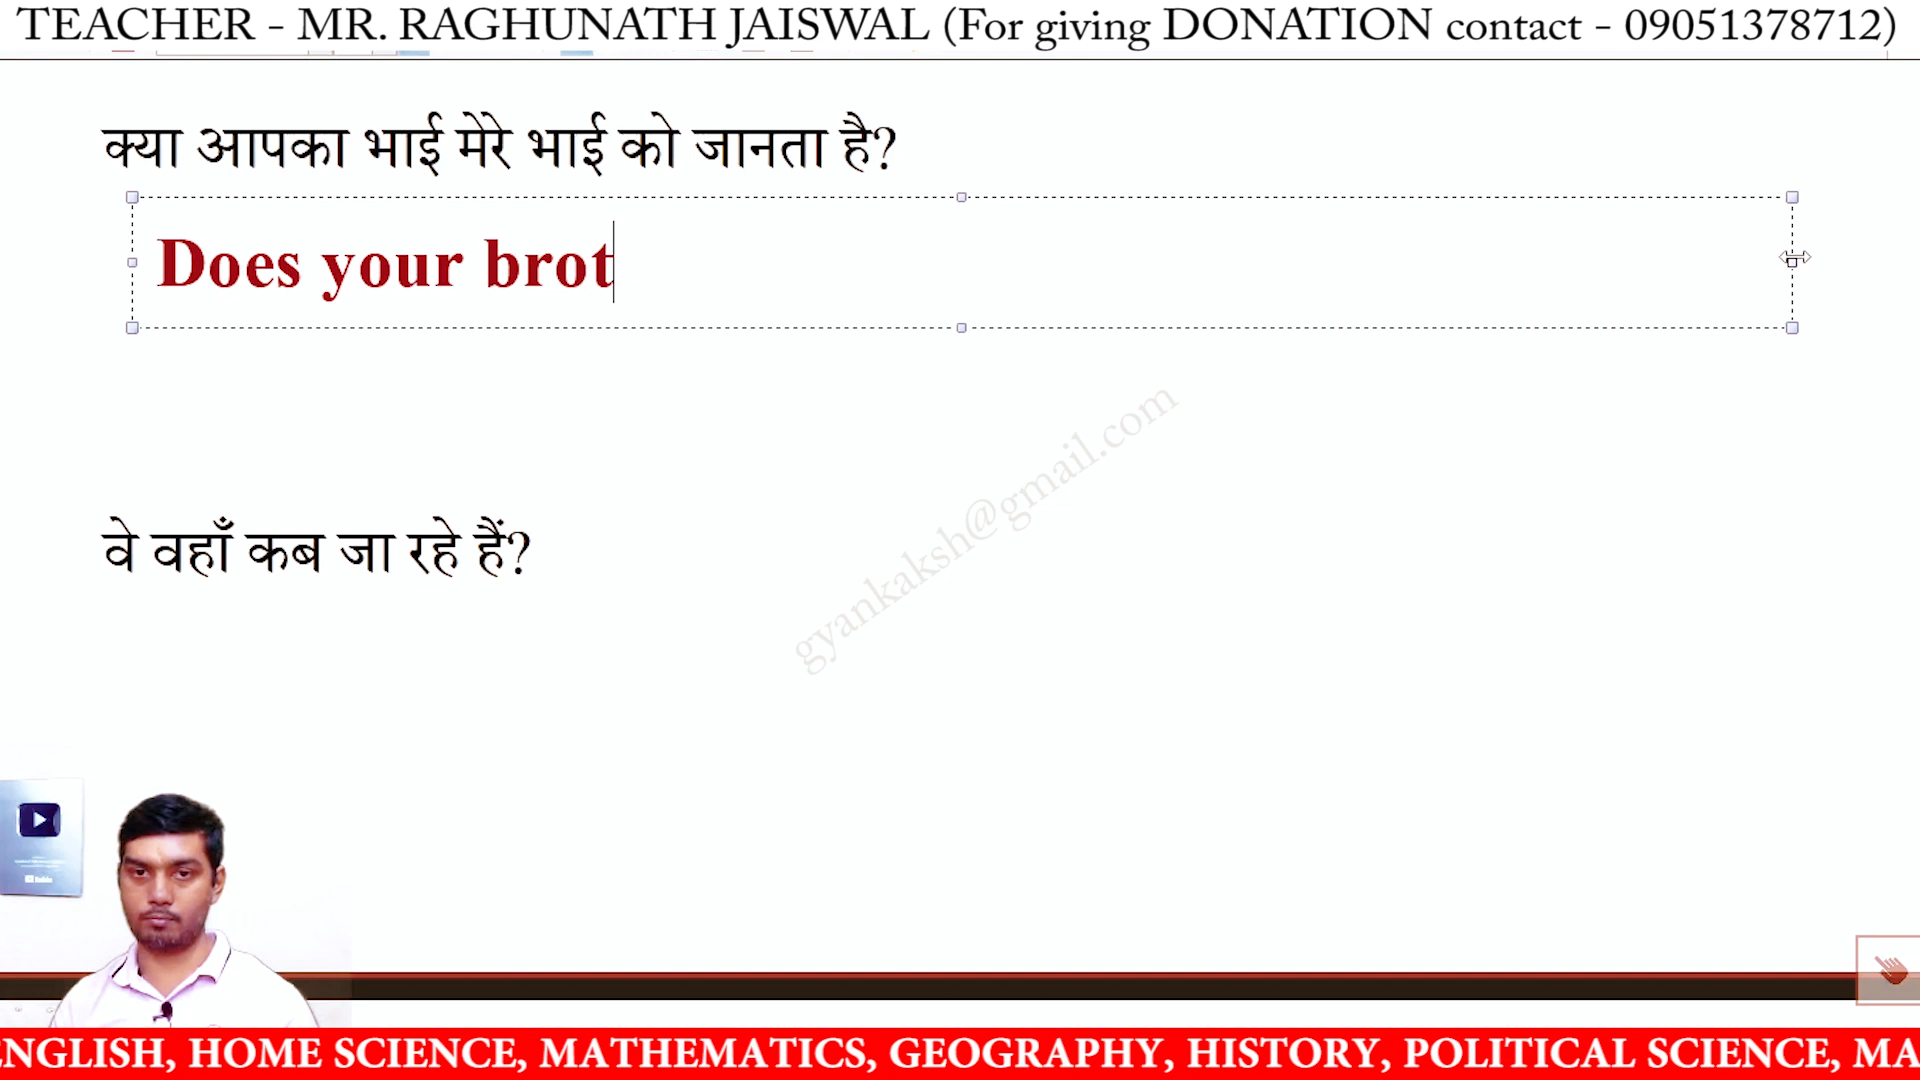 TEACHER - MR. RAGHUNATH JAISWAL (For giving DONATION contact - 09051378712)
क्या आपका भाई मेरे भाई को जानता है?
Does your brot
gyankaksh@gmail.com
वे वहाँ कब जा रहे हैं?
ENGLISH, HOME SCIENCE, MATHEMATICS, GEOGRAPHY, HISTORY, POLITICAL SCIENCE, MA